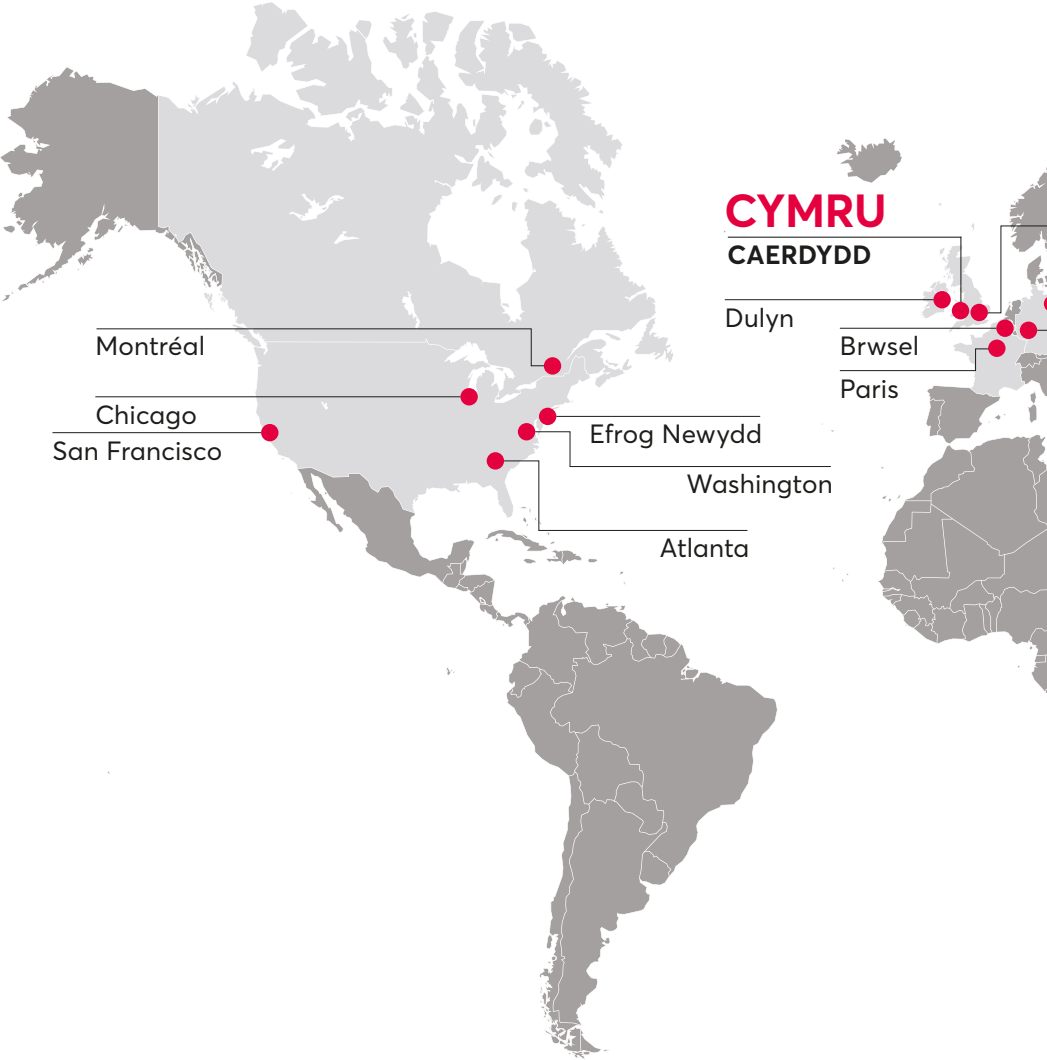 CYMRU
CAERDYDD
Dulyn
Brwsel
Paris
Montréal
Chicago
San Francisco
Efrog Newydd
Washington
Atlanta